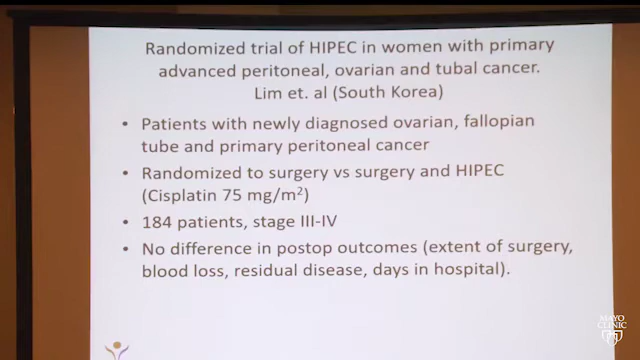 Randomized trial of HIPEC in women with primary
advanced peritoneal, ovarian and tubal cancer.
Lim et. al (South Korea)
• Patients with newly diagnosed ovarian, fallopian
tube and primary peritoneal cancer
• Randomized to surgery vs surgery and HIPEC
(Cisplatin 75 mg/m²)
• 184 patients, stage III-IV
• No difference in postop outcomes (extent of surgery,
blood loss, residual disease, days in hospital).
MAYO
CLINIC